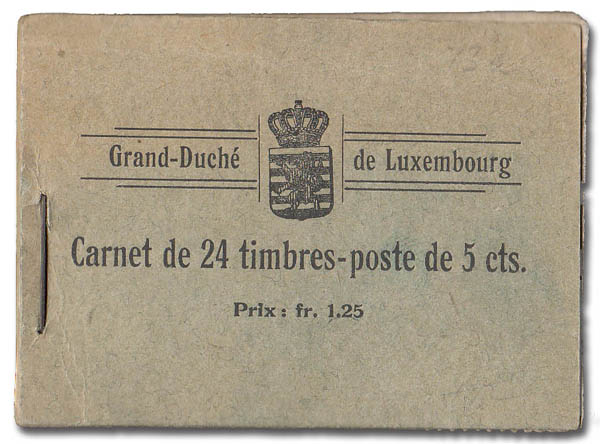 Grand-Duché de Luxembourg
Carnet de 24 timbres-poste de 5 cts.
Prix : fr. 1.25